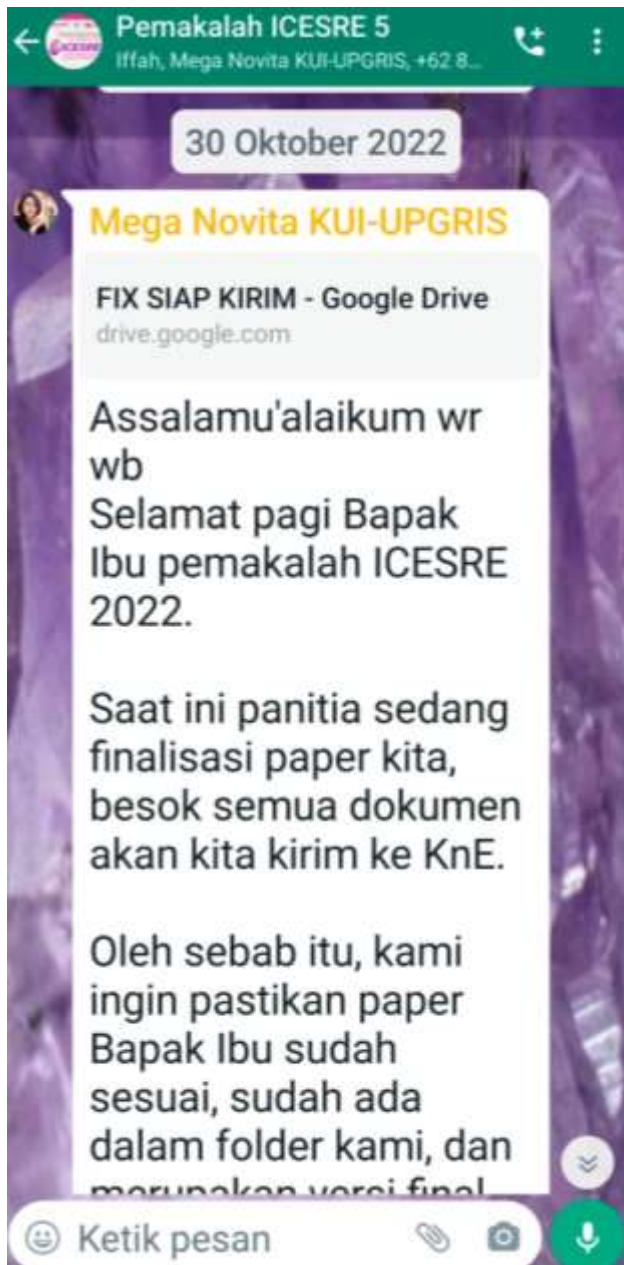 Pemakalah ICESRE 5
Iffah, Mega Novita KUI-UPGRIS, +62 8...
30 Oktober 2022
Mega Novita KUI-UPGRIS
FIX SIAP KIRIM - Google Drive
drive.google.com
Assalamu'alaikum wr
wb
Selamat pagi Bapak
Ibu pemakalah ICESRE
2022.
Saat ini panitia sedang
finalisasi paper kita,
besok semua dokumen
akan kita kirim ke KnE.
Oleh sebab itu, kami
ingin pastikan paper
Bapak Ibu sudah
sesuai, sudah ada
dalam folder kami, dan
merupakan versi final
Ketik pesan